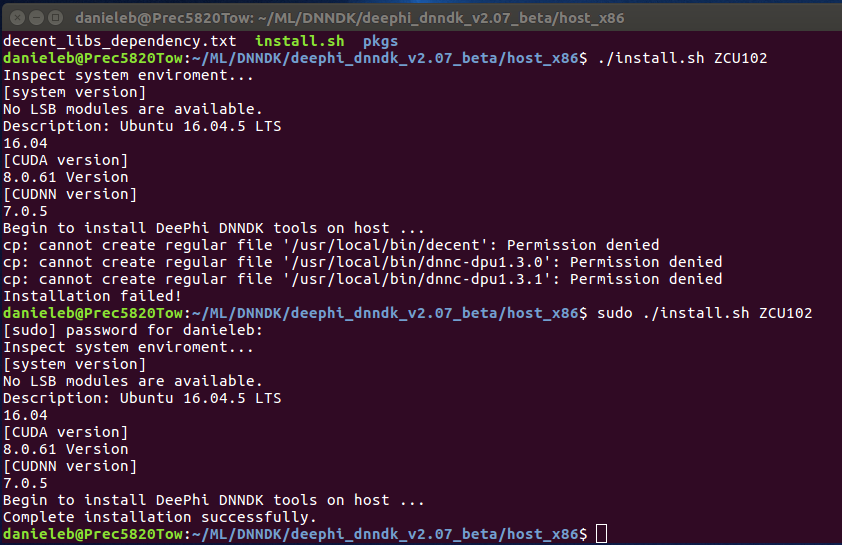 danieleb@Prec5820Tow: ~/ML/DNNDK/deephi_dnndk_v2.07_beta/host_x86
decent_libs_dependency.txt  install.sh  pkgs
danieleb@Prec5820Tow:~/ML/DNNDK/deephi_dnndk_v2.07_beta/host_x86$ ./install.sh ZCU102
Inspect system enviroment...
[system version]
No LSB modules are available.
Description: Ubuntu 16.04.5 LTS
16.04
[CUDA version]
8.0.61 Version
[CUDNN version]
7.0.5
Begin to install DeePhi DNNDK tools on host ...
cp: cannot create regular file '/usr/local/bin/decent': Permission denied
cp: cannot create regular file '/usr/local/bin/dnnc-dpu1.3.0': Permission denied
cp: cannot create regular file '/usr/local/bin/dnnc-dpu1.3.1': Permission denied
Installation failed!
danieleb@Prec5820Tow:~/ML/DNNDK/deephi_dnndk_v2.07_beta/host_x86$ sudo ./install.sh ZCU102
[sudo] password for danieleb:
Inspect system enviroment...
[system version]
No LSB modules are available.
Description: Ubuntu 16.04.5 LTS
16.04
[CUDA version]
8.0.61 Version
[CUDNN version]
7.0.5
Begin to install DeePhi DNNDK tools on host ...
Complete installation successfully.
danieleb@Prec5820Tow:~/ML/DNNDK/deephi_dnndk_v2.07_beta/host_x86$